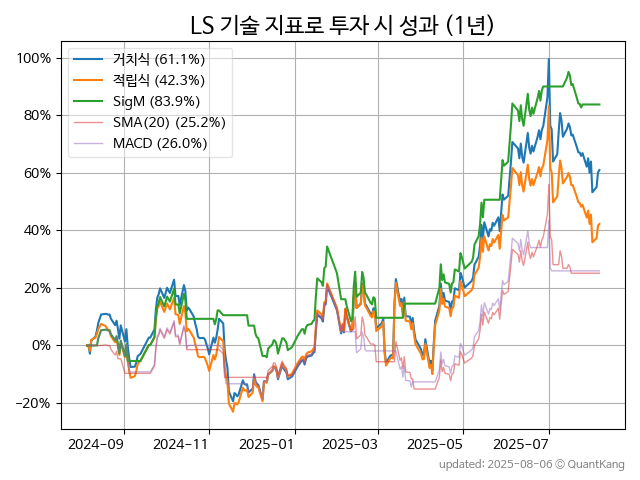 LS 기술 지표로 투자 시 성과 (1년)
거치식 (61.1%)
적립식 (42.3%)
SigM (83.9%)
SMA(20) (25.2%)
MACD (26.0%)
100%
80%
60%
40%
20%
0%
−20%
2024−09
2024−11
2025−01
2025−03
2025−05
2025−07
updated: 2025-08-06 © QuantKang